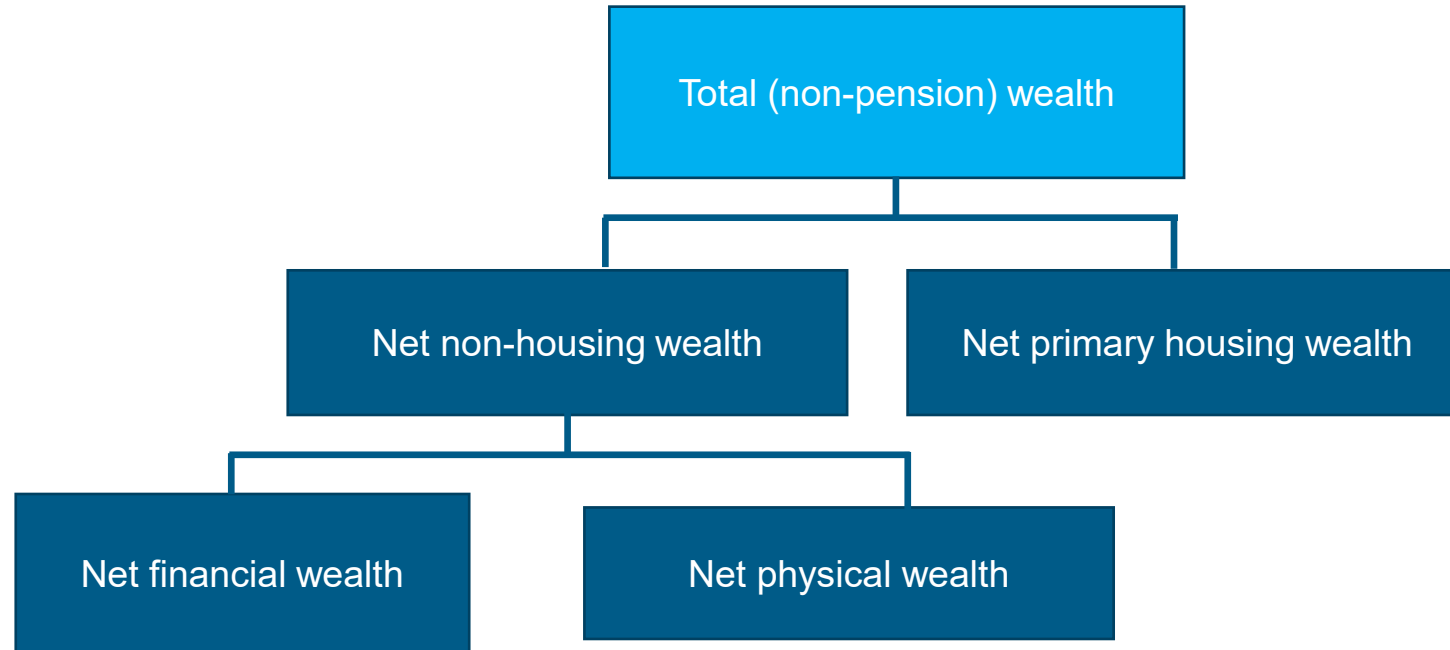 Total (non-pension) wealth
Net non-housing wealth
Net primary housing wealth
Net financial wealth
Net physical wealth